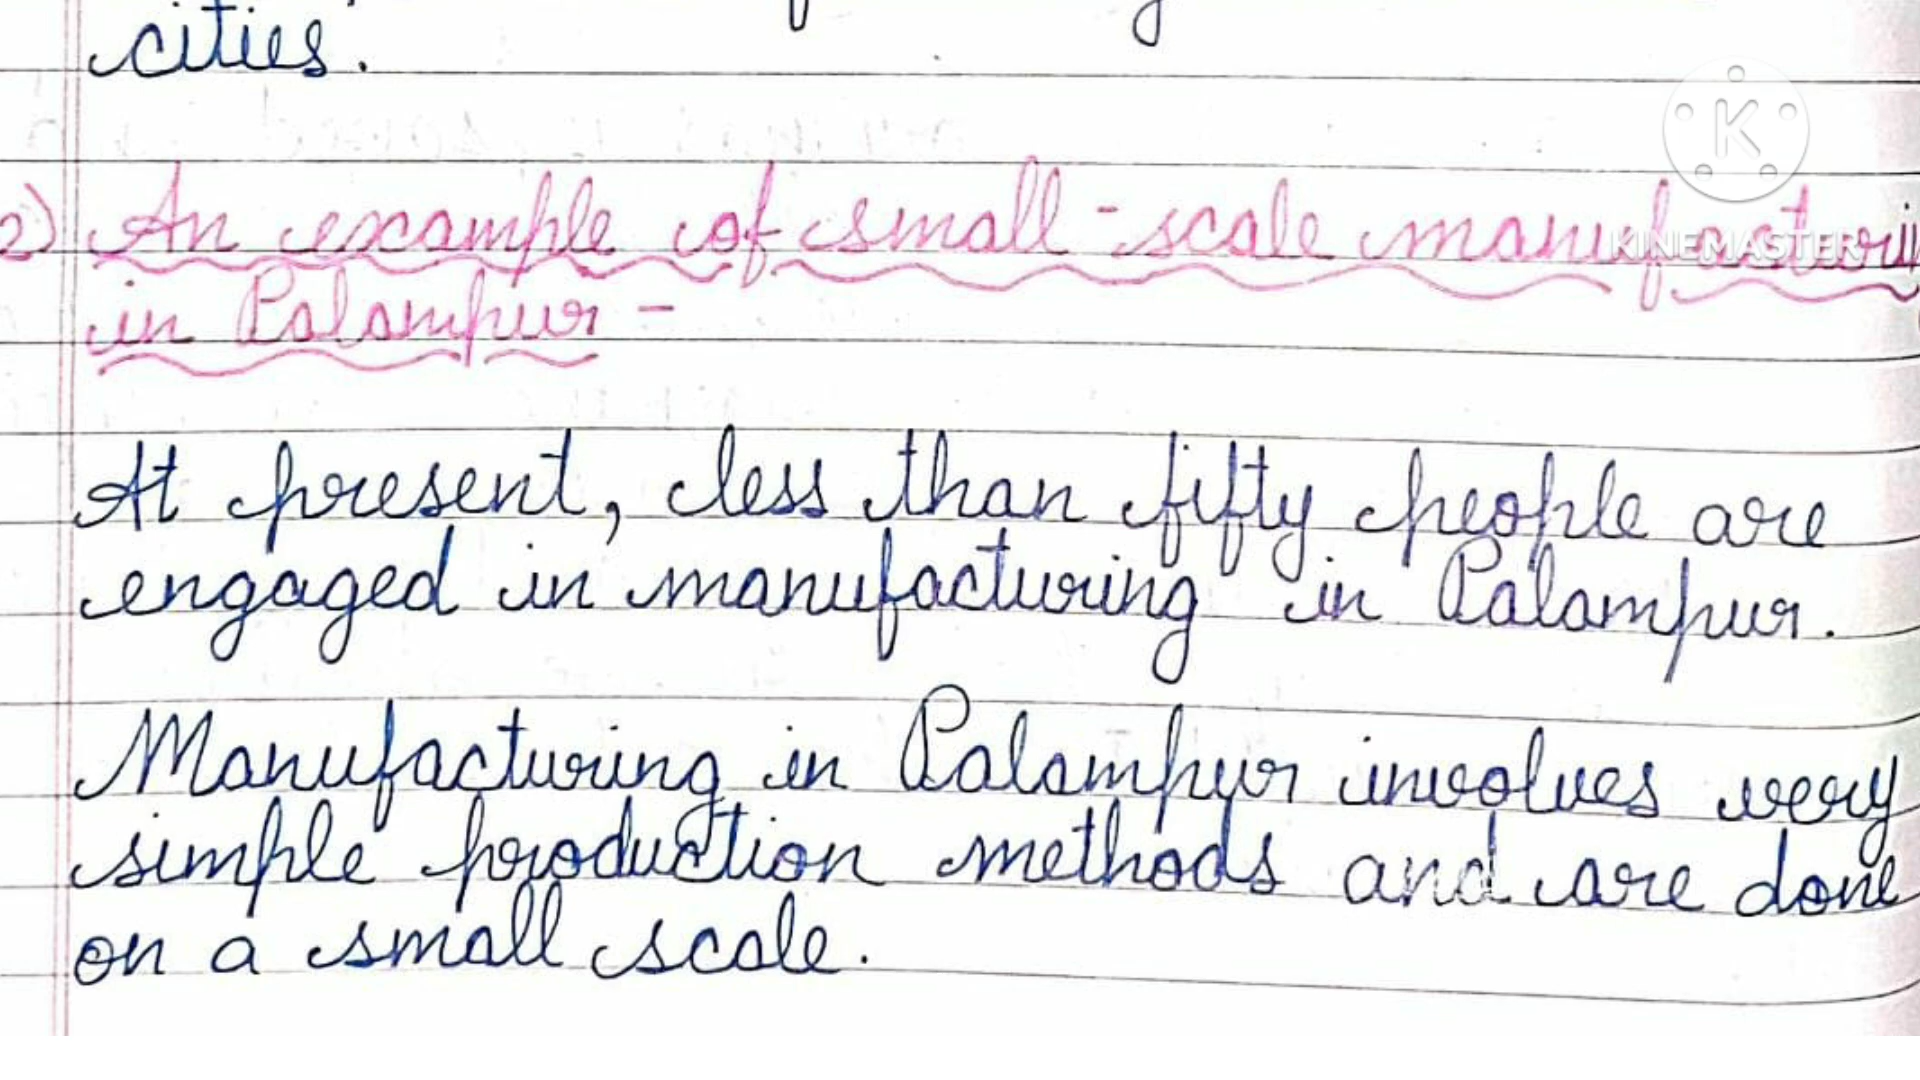 cities.
K
2) An example of small-scale
KINEMASTER
in Palampur -
At present, less than fifty people are
engaged in manufacturing in Palampur.
Manufacturing in Palampur involves very
simple production methods and are done
on a small scale.